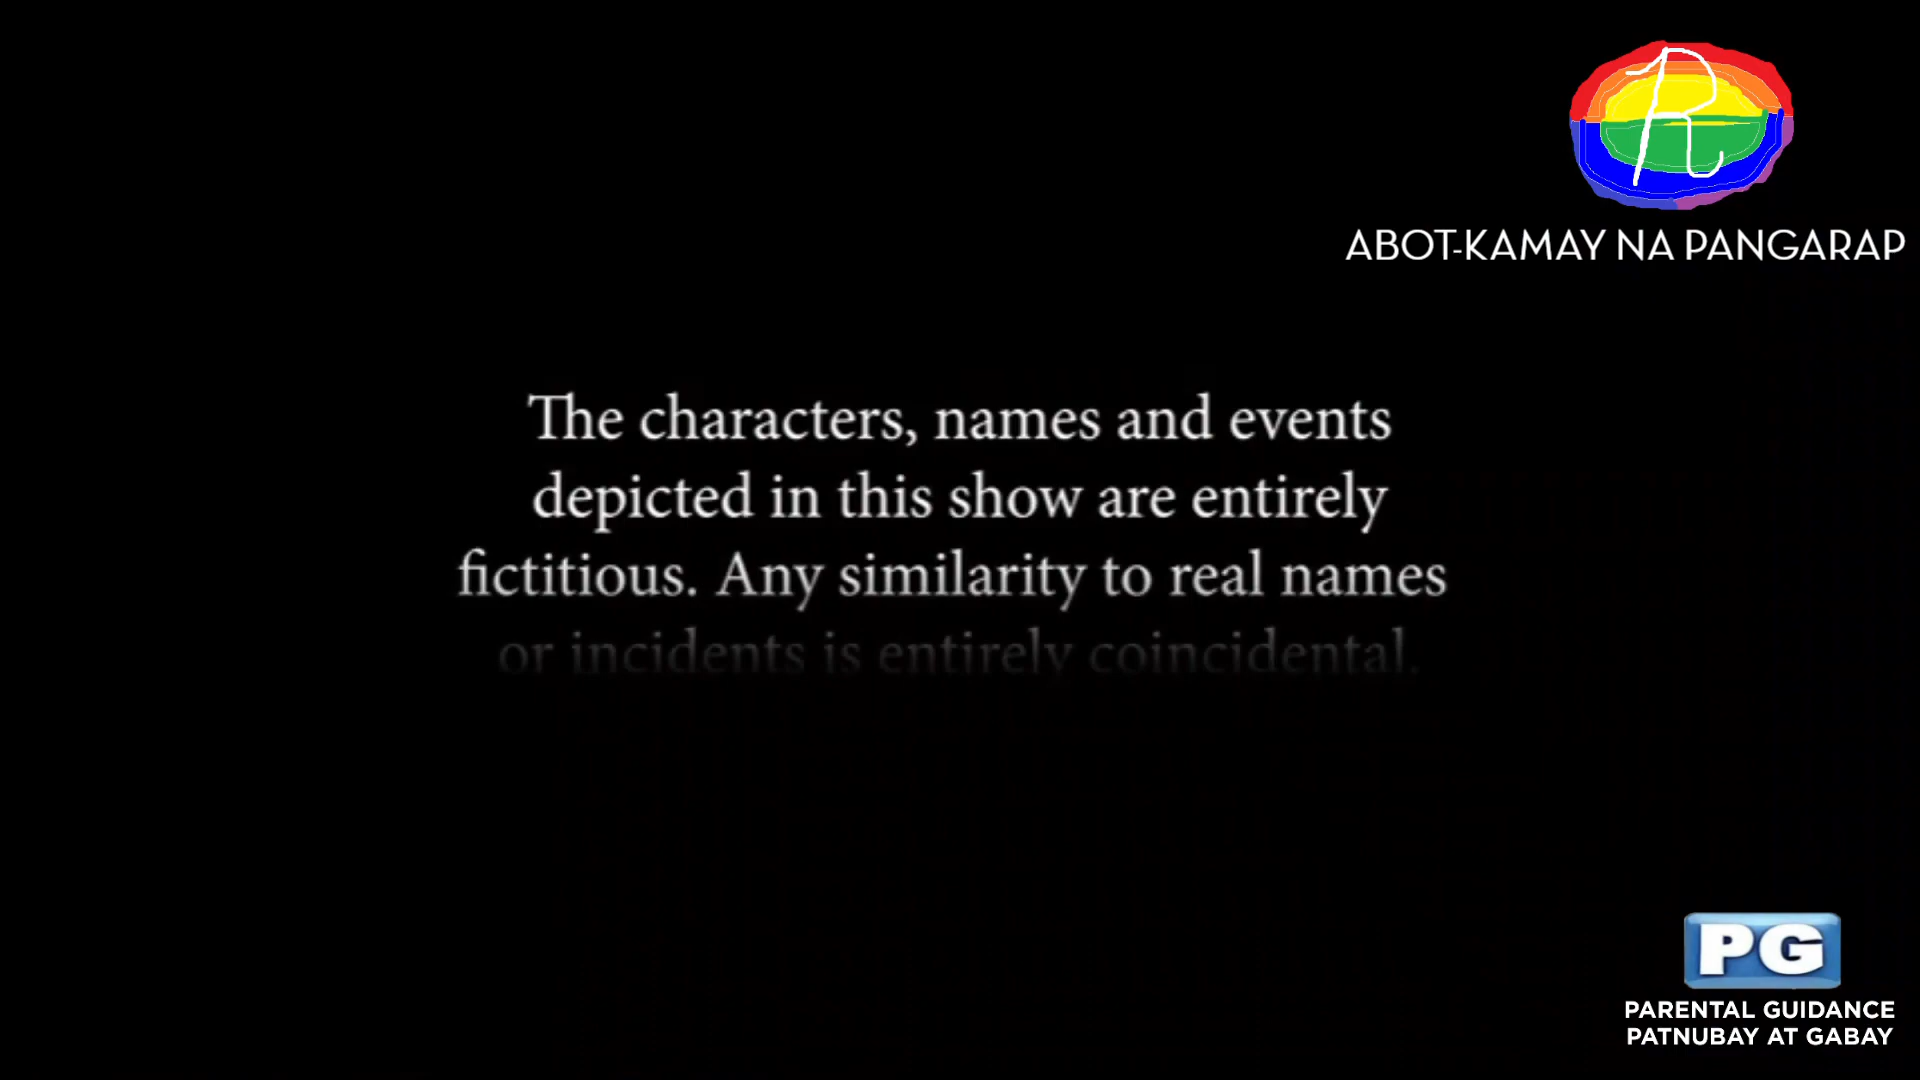 R
ABOT-KAMAY NA PANGARAP
The characters, names and events
depicted in this show are entirely
fictitious. Any similarity to real names
or incidents is entirely coincidental.
PG
PARENTAL GUIDANCE
PATNUBAY AT GABAY